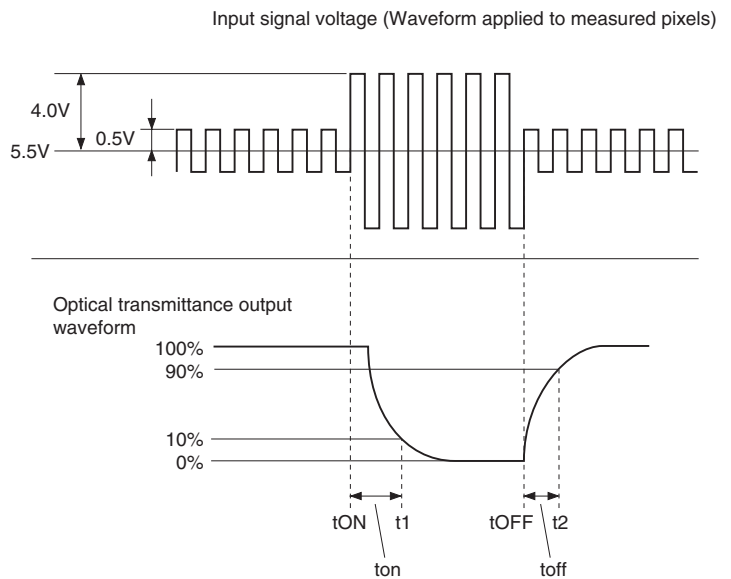 Input signal voltage (Waveform applied to measured pixels)
4.0V
0.5V
5.5V
Optical transmittance output
waveform
100%
90%
10%
0%
tON t1 tOFF t2
ton toff